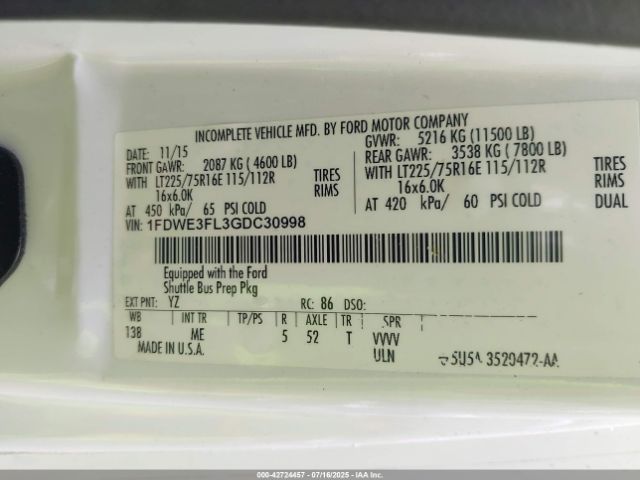 INCOMPLETE VEHICLE MFD. BY FORD MOTOR COMPANY
DATE: 11/15 GVWR: 5216 KG (11500 LB)
FRONT GAWR: 2087 KG (4600 LB) REAR GAWR: 3538 KG (7800 LB)
WITH LT225/75R16E 115/112R TIRES WITH LT225/75R16E 115/112R TIRES
16x6.0K RIMS 16x6.0K RIMS
AT 450 kPa/ 65 PSI COLD AT 420 kPa/ 60 PSI COLD DUAL
VIN: 1FDWE3FL3GDC30998
Equipped with the Ford
Shuttle Bus Prep Pkg
EXT PNT: YZ RC: 86 DSO:
WB INT TR TP/PS R AXLE TR SPR
138 ME 5 52 T VVVV
MADE IN U.S.A. ULN 3520472-AA
000-42724457 - 07/16/2025 - IAA Inc.